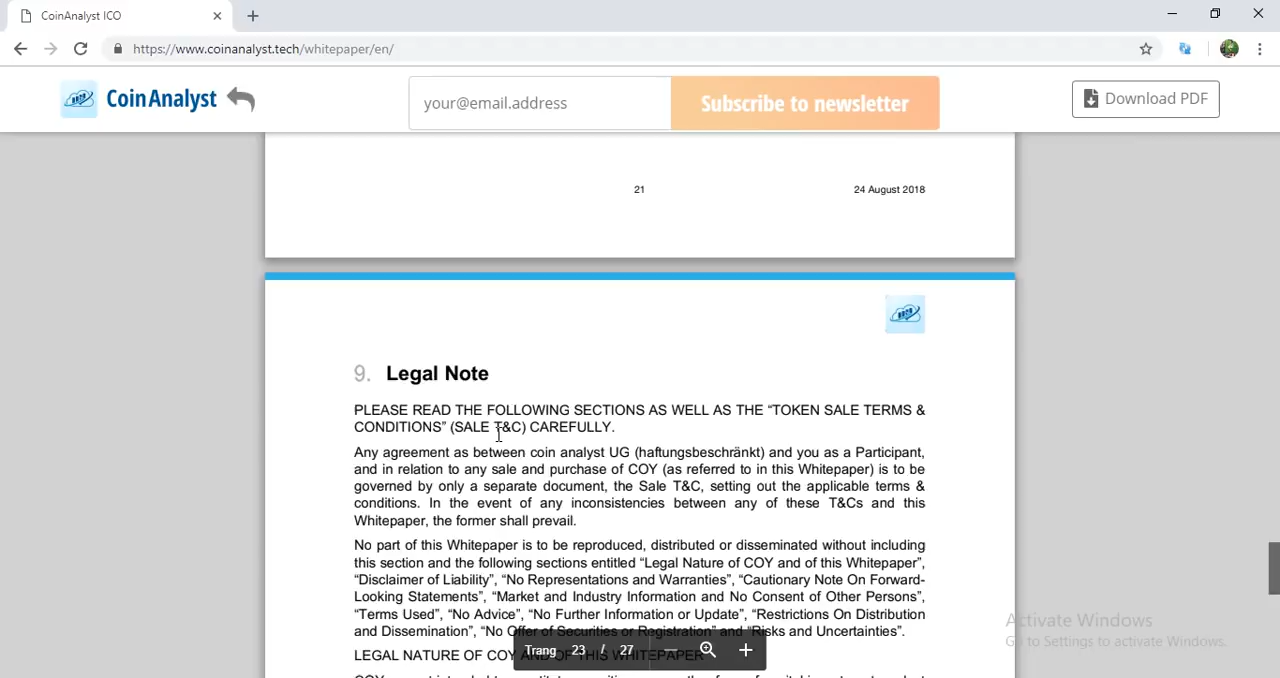 CoinAnalyst ICO
https://www.coinanalyst.tech/whitepaper/en/
CoinAnalyst
your@email.address
Subscribe to newsletter
Download PDF
21
24 August 2018
9. Legal Note
PLEASE READ THE FOLLOWING SECTIONS AS WELL AS THE “TOKEN SALE TERMS &
CONDITIONS” (SALE T&C) CAREFULLY.
Any agreement as between coin analyst UG (haftungsbeschränkt) and you as a Participant,
and in relation to any sale and purchase of COY (as referred to in this Whitepaper) is to be
governed by only a separate document, the Sale T&C, setting out the applicable terms &
conditions. In the event of any inconsistencies between any of these T&Cs and this
Whitepaper, the former shall prevail.
No part of this Whitepaper is to be reproduced, distributed or disseminated without including
this section and the following sections entitled “Legal Nature of COY and of this Whitepaper”,
“Disclaimer of Liability”, “No Representations and Warranties”, “Cautionary Note On Forward-
Looking Statements”, “Market and Industry Information and No Consent of Other Persons”,
“Terms Used”, “No Advice”, “No Further Information or Update”, “Restrictions On Distribution
and Dissemination”, “No Offer of Securities or Registration” and “Risks and Uncertainties”.
LEGAL NATURE OF COY AND OF THIS WHITEPAPER
Trang 23 / 27
Activate Windows
Go to Settings to activate Windows.